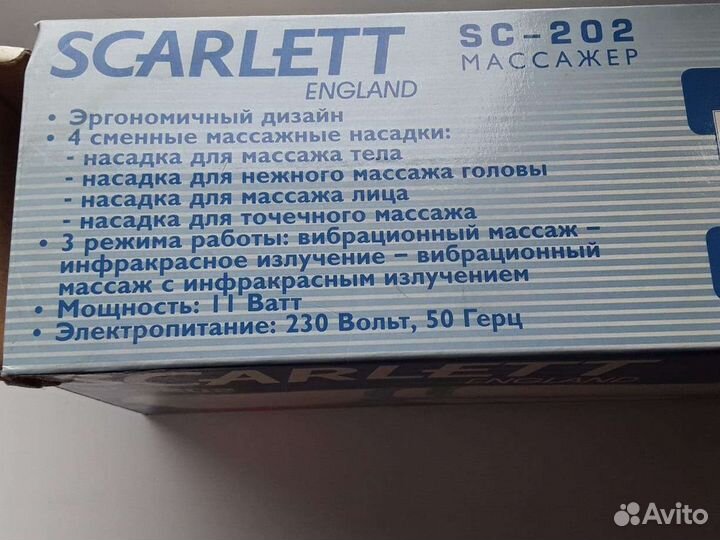 SCARLETT
ENGLAND
SC-202
МАССАЖЕР
• Эргономичный дизайн
• 4 сменные массажные насадки:
- насадка для массажа тела
- насадка для нежного массажа головы
- насадка для массажа лица
- насадка для точечного массажа
• 3 режима работы: вибрационный массаж –
инфракрасное излучение – вибрационный
массаж с инфракрасным излучением
• Мощность: 11 Ватт
• Электропитание: 230 Вольт, 50 Герц
SCARLETT
ENGLAND
Avito